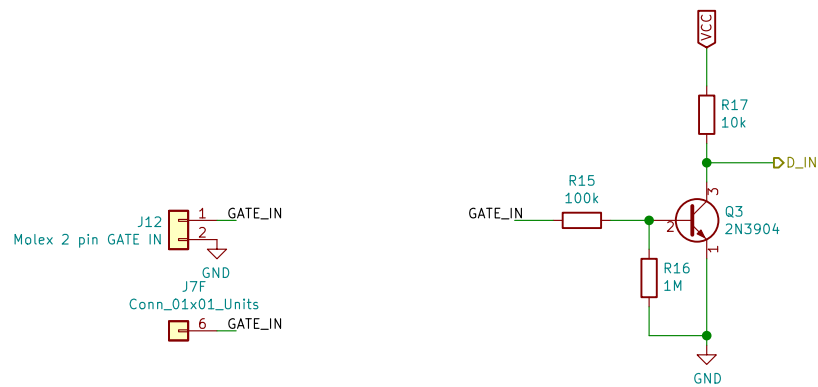 VCC
R17
10k
D_IN
R15
100k
3
Q3
2N3904
J12
Molex 2 pin GATE IN
1
GATE_IN
2
GND
GATE_IN
2
1
R16
1M
J7F
Conn_01x01_Units
6
GATE_IN
GND